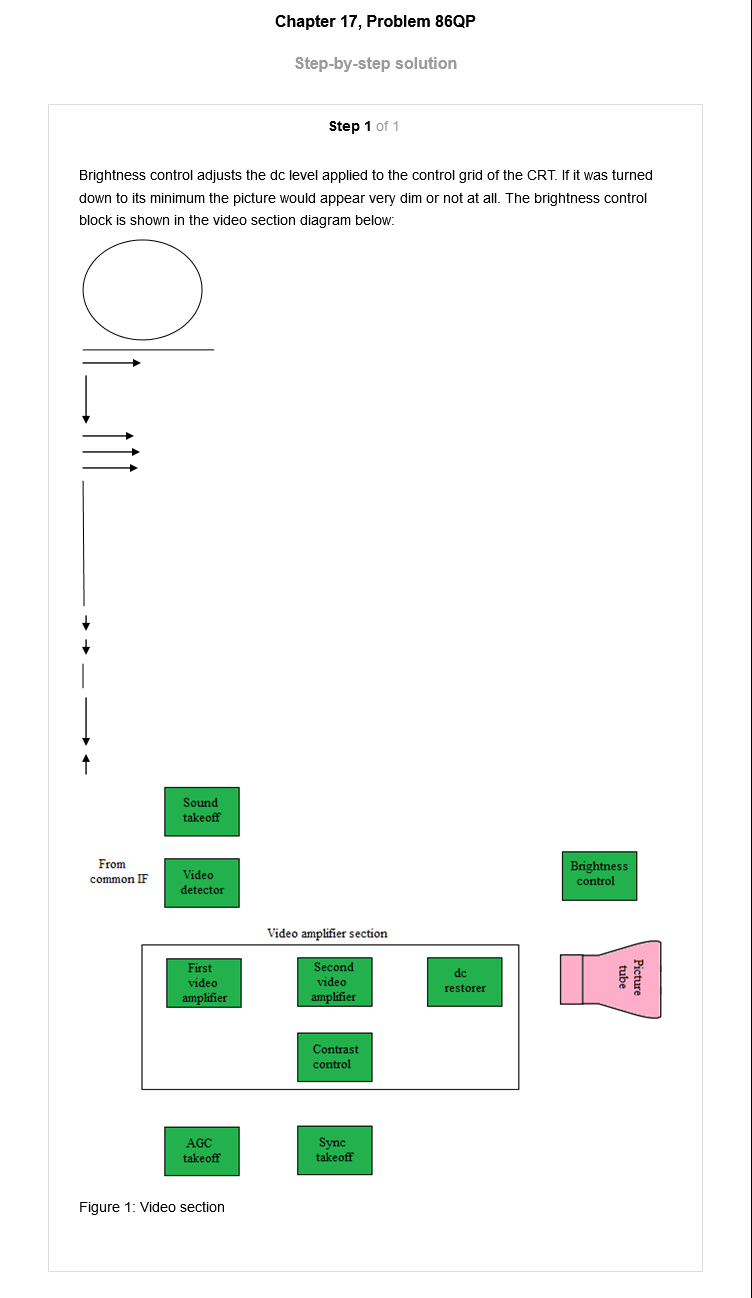 Chapter 17, Problem 86QP
Step-by-step solution
Step 1 of 1
Brightness control adjusts the dc level applied to the control grid of the CRT. If it was turned
down to its minimum the picture would appear very dim or not at all. The brightness control
block is shown in the video section diagram below:
Sound
takeoff
From
common IF
Video
detector
Brightness
control
Video amplifier section
First
video
amplifier
Second
video
amplifier
dc
restorer
Picture
tube
Contrast
control
AGC
takeoff
Sync
takeoff
Figure 1: Video section